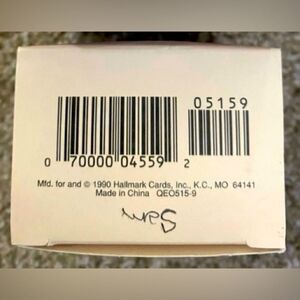 05159
0 70000 04559 2
Mfd. for and © 1990 Hallmark Cards, Inc., K.C., MO 64141
Made in China QEO515-9